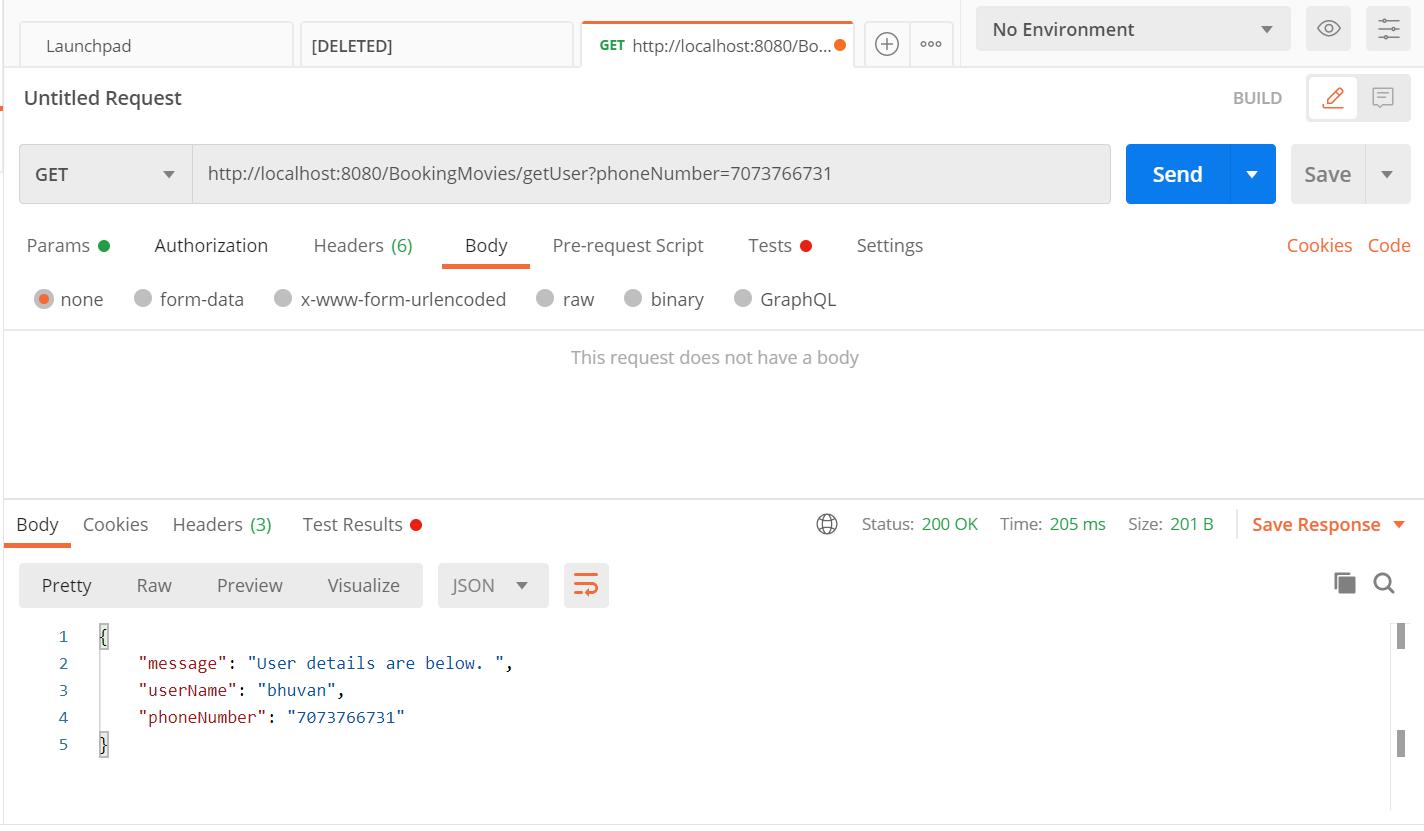 Launchpad [DELETED] GET http://localhost:8080/Bo... No Environment
Untitled Request BUILD
GET http://localhost:8080/BookingMovies/getUser?phoneNumber=7073766731 Send Save
Params Authorization Headers (6) Body Pre-request Script Tests Settings Cookies Code
none form-data x-www-form-urlencoded raw binary GraphQL
This request does not have a body
Body Cookies Headers (3) Test Results Status: 200 OK Time: 205 ms Size: 201 B Save Response
Pretty Raw Preview Visualize JSON
1 {
2 "message": "User details are below. ",
3 "userName": "bhuvan",
4 "phoneNumber": "7073766731"
5 }